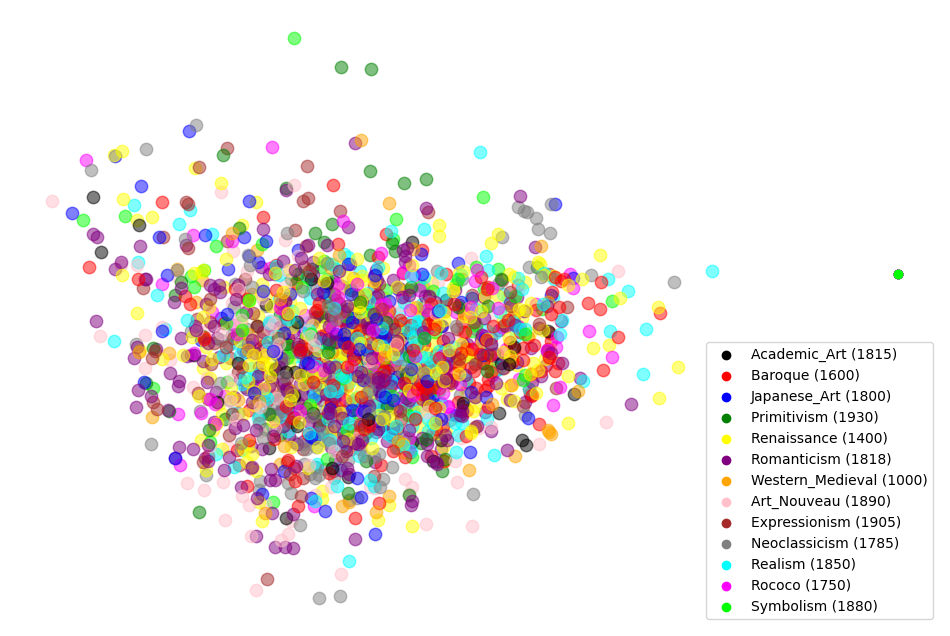 Academic_Art (1815)
Baroque (1600)
Japanese_Art (1800)
Primitivism (1930)
Renaissance (1400)
Romanticism (1818)
Western_Medieval (1000)
Art_Nouveau (1890)
Expressionism (1905)
Neoclassicism (1785)
Realism (1850)
Rococo (1750)
Symbolism (1880)